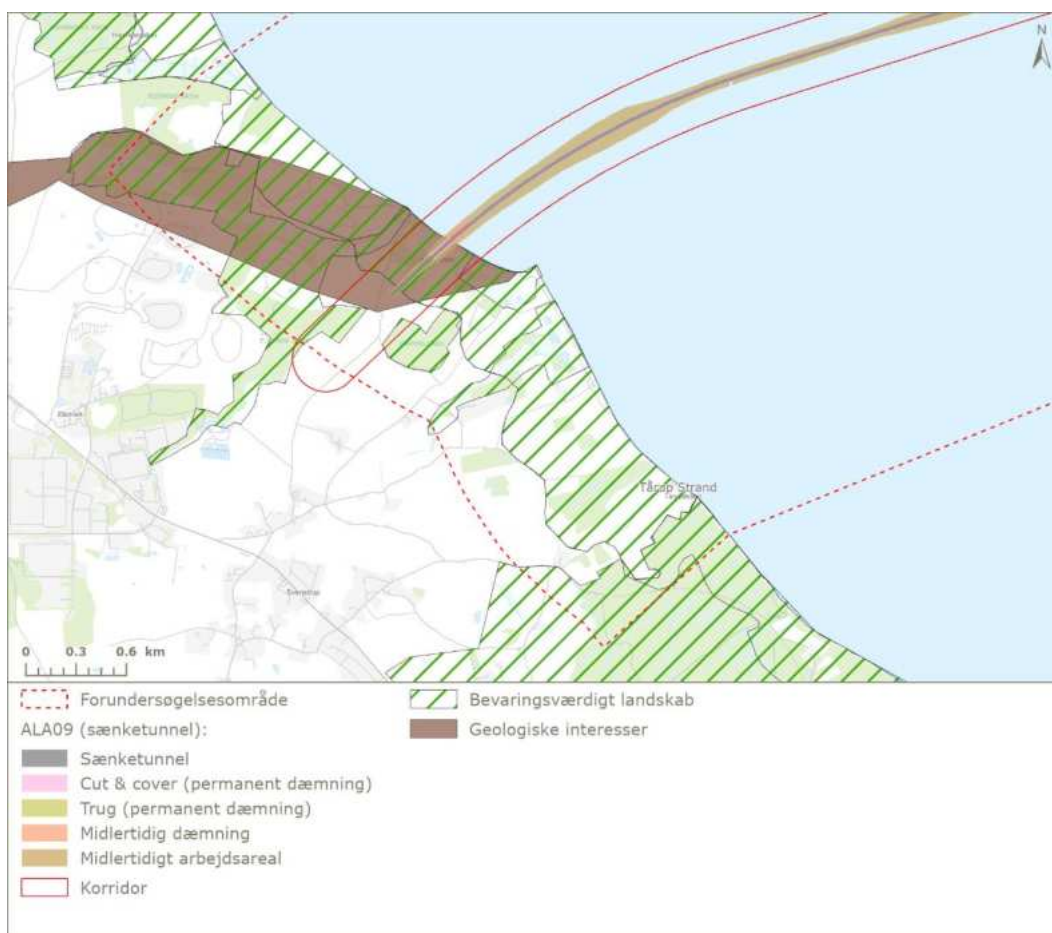 N
Tårup Strand
0 0.3 0.6 km
Forundersøgelsesområde
Bevaringsværdigt landskab
ALA09 (sænketunnel):
Geologiske interesser
Sænketunnel
Cut & cover (permanent dæmning)
Trug (permanent dæmning)
Midlertidig dæmning
Midlertidigt arbejdsareal
Korridor